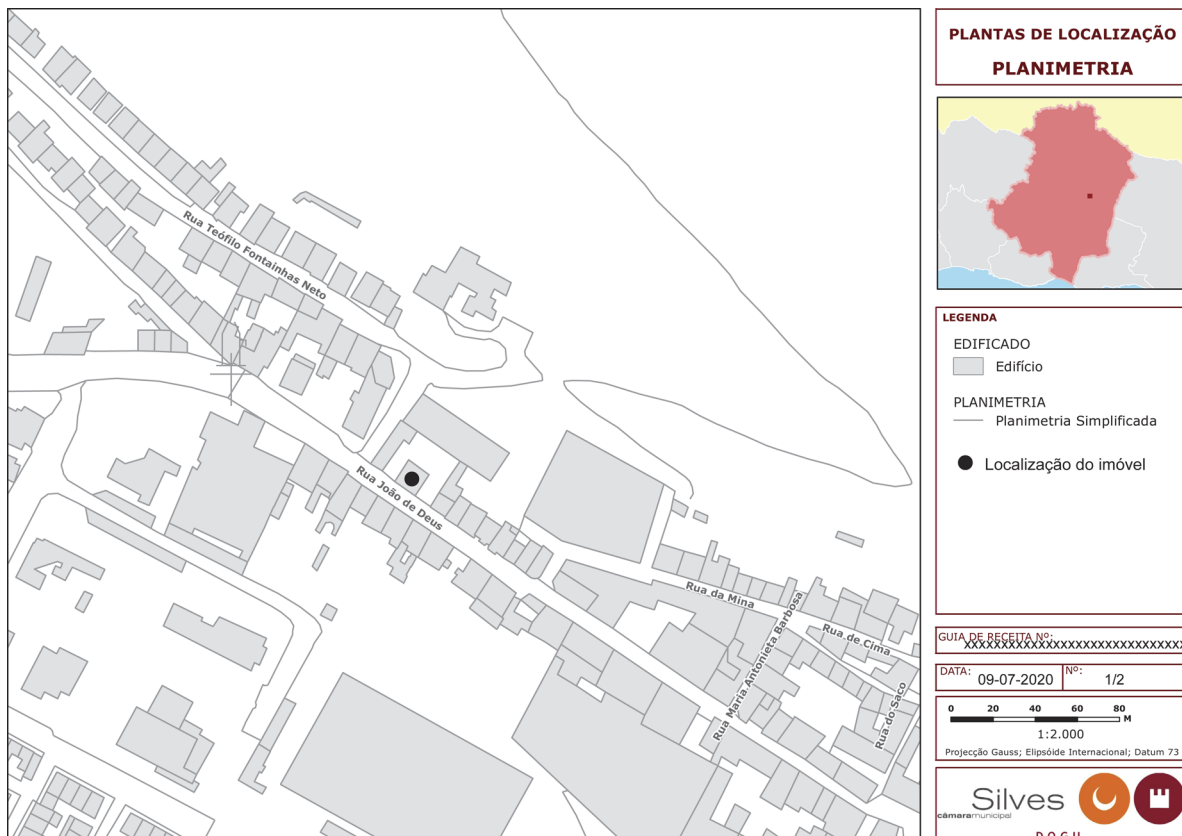 Rua Teófilo Fontainhas Neto
Rua João de Deus
Rua da Mina
Rua Maria Antonieta Barbosa
Rua de Cima
Rua do Saco
PLANTAS DE LOCALIZAÇÃO
PLANIMETRIA
LEGENDA
EDIFICADO
Edifício
PLANIMETRIA
Planimetria Simplificada
Localização do imóvel
GUIA DE RECEITA Nº:
DATA: 09-07-2020 Nº: 1/2
0 20 40 60 80 M
1:2.000
Projecção Gauss; Elipsóide Internacional; Datum 73
Silves
câmaramunicipal